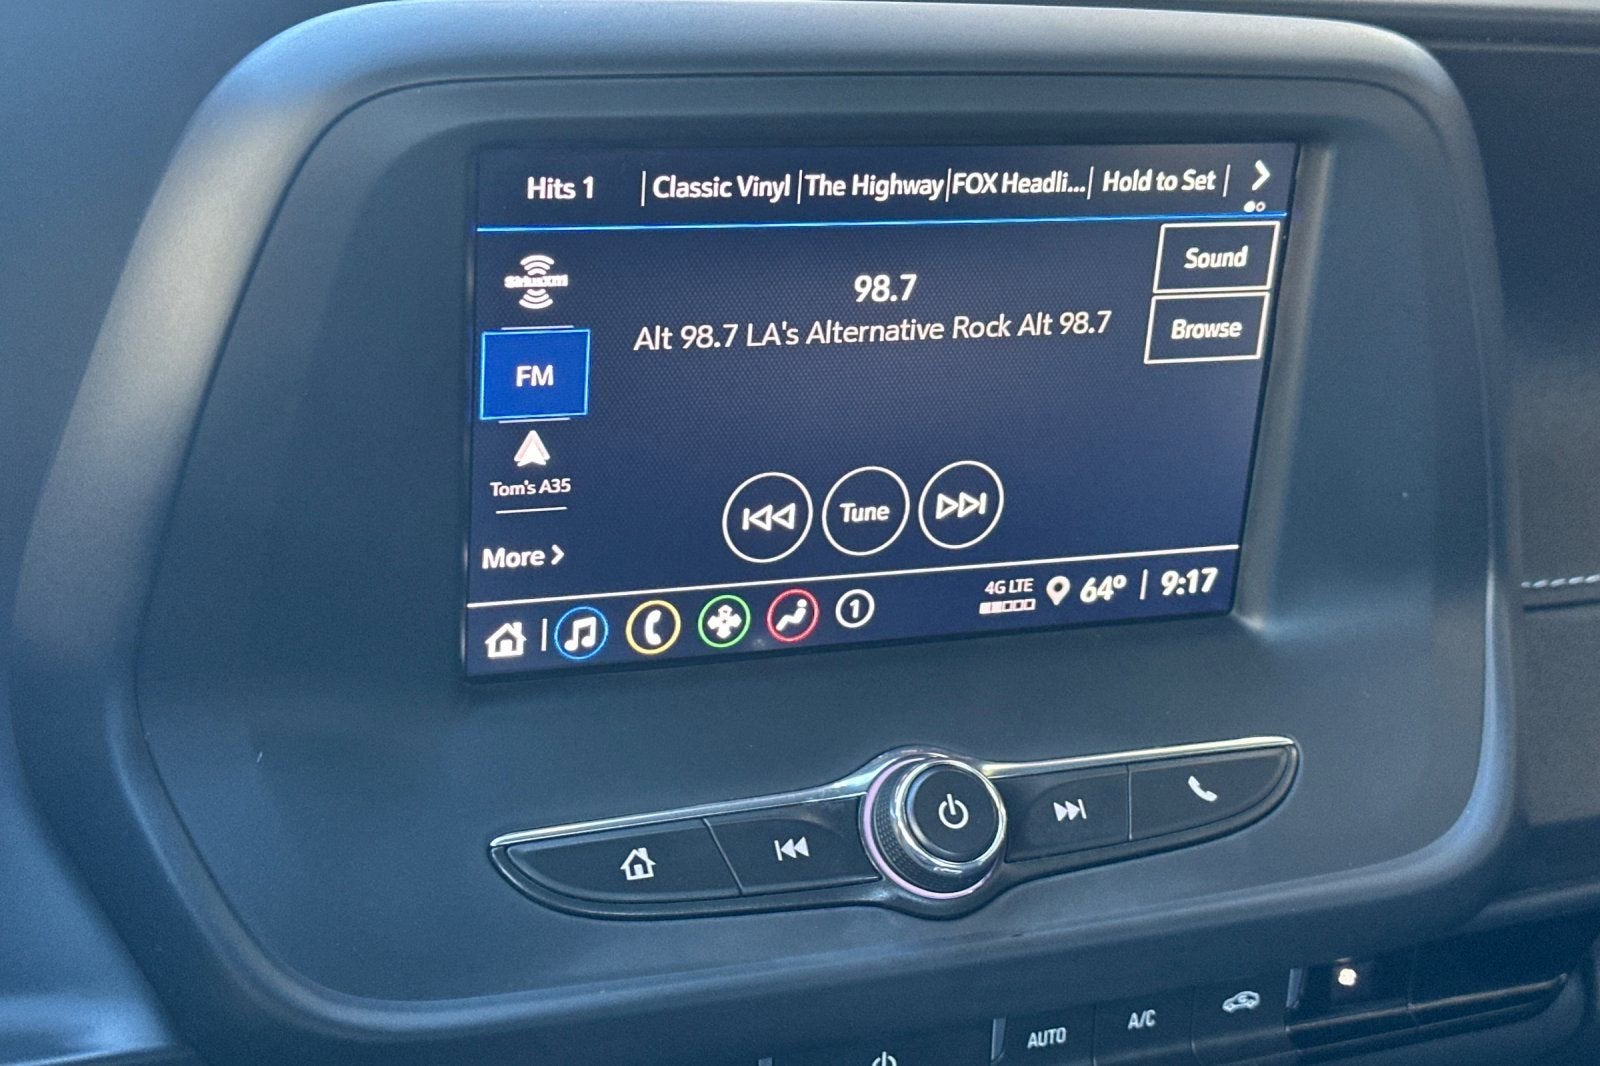 Hits 1 | Classic Vinyl | The Highway | FOX Headli... | Hold to Set |
SiriusXM
98.7
Sound
Alt 98.7 LA's Alternative Rock Alt 98.7
Browse
FM
Tom's A35
Tune
More >
1
4G LTE
64° | 9:17
AUTO
A/C